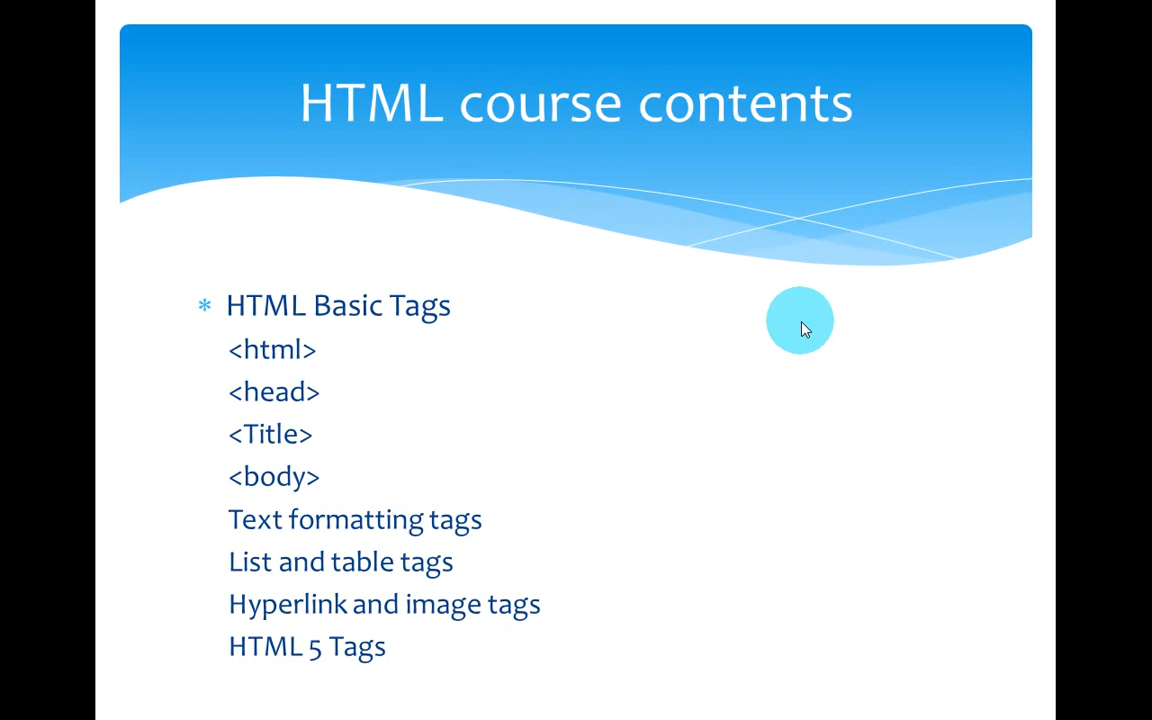 HTML course contents
* HTML Basic Tags
<html>
<head>
<Title>
<body>
Text formatting tags
List and table tags
Hyperlink and image tags
HTML 5 Tags